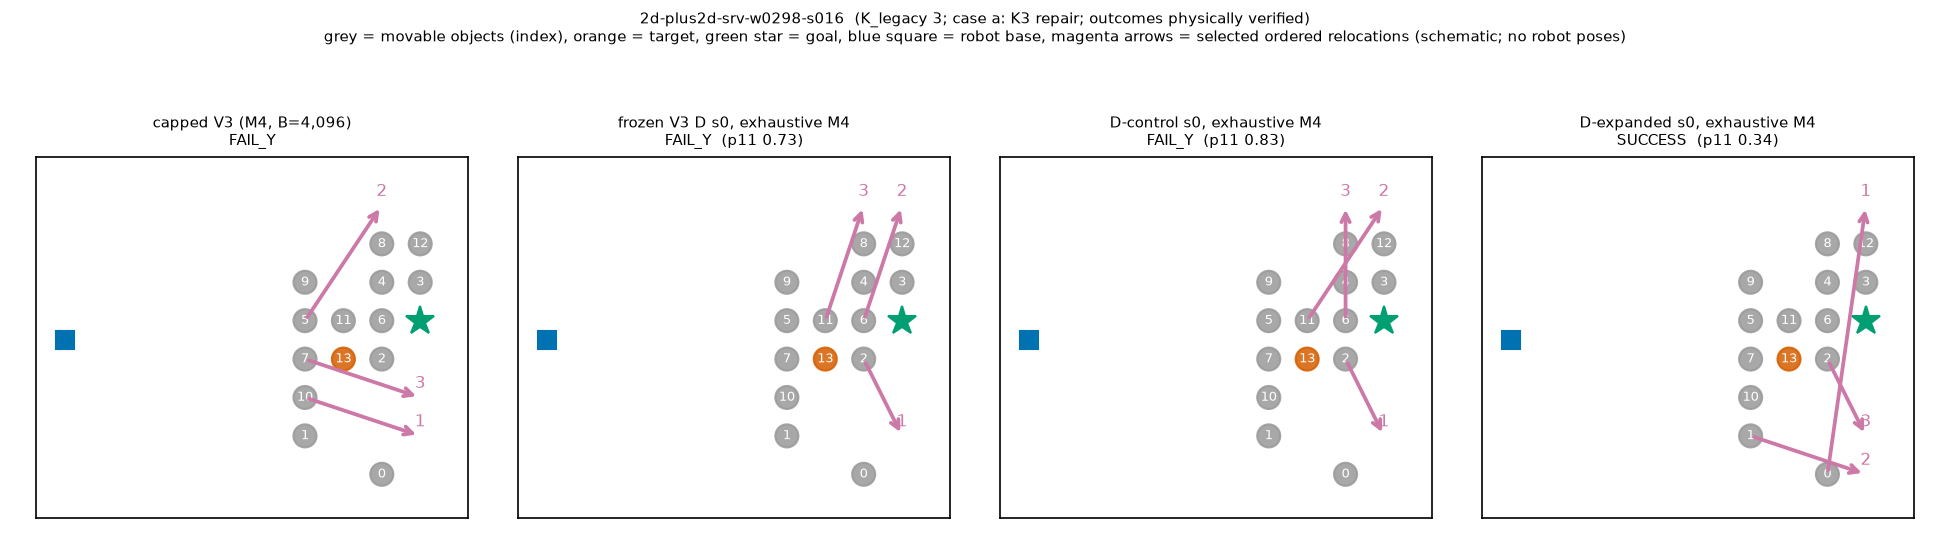 2d-plus2d-srv-w0298-s016 (K_legacy 3; case a: K3 repair; outcomes physically verified)
grey = movable objects (index), orange = target, green star = goal, blue square = robot base, magenta arrows = selected ordered relocations (schematic; no robot poses)
capped V3 (M4, B=4,096)
FAIL_Y
2
8 12
9 4 3
5 11 6
7 13 2
3
10
1
1
0
frozen V3 D s0, exhaustive M4
FAIL_Y (p11 0.73)
3 2
8 12
9 4 3
5 11 6
7 13 2
10
1
1
0
D-control s0, exhaustive M4
FAIL_Y (p11 0.83)
3 2
8 12
9 4 3
5 11 6
7 13 2
10
1
1
0
D-expanded s0, exhaustive M4
SUCCESS (p11 0.34)
1
8 12
9 4 3
5 11 6
7 13 2
10
3
1
2
0